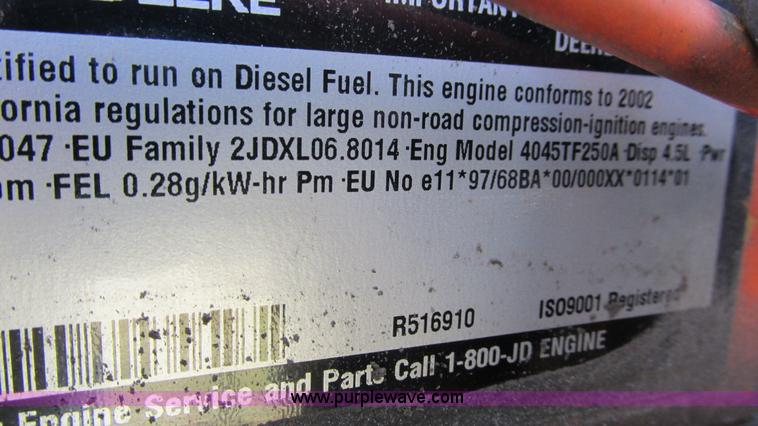 DEERE
IMPORTANT
tified to run on Diesel Fuel. This engine conforms to 2002
ornia regulations for large non-road compression-ignition engines.
047 ·EU Family 2JDXL06.8014 ·Eng Model 4045TF250A ·Disp 4.5L ·Pwr
om ·FEL 0.28g/kW-hr Pm ·EU No e11*97/68BA*00/000XX*0114*01
R516910 ISO9001 Registered
Engine Service and Parts Call 1-800-JD ENGINE
www.purplewave.com